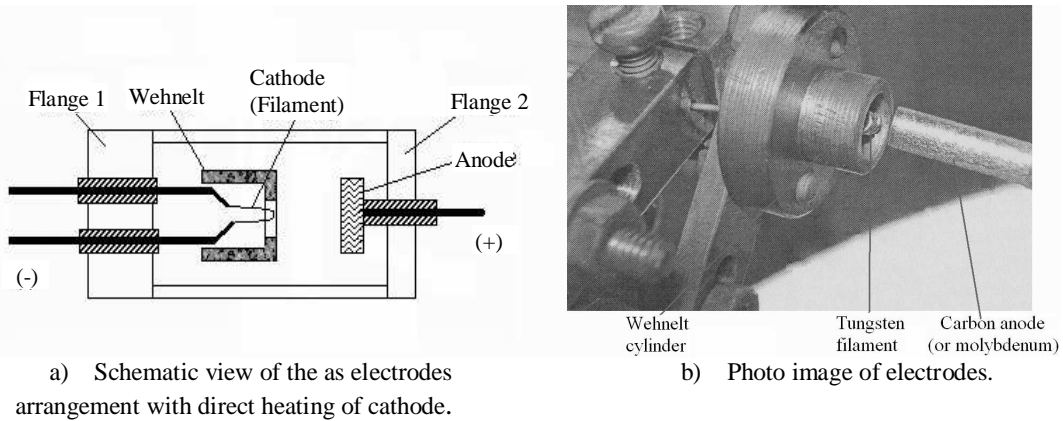 Flange 1
Wehnelt
Cathode
(Filament)
Flange 2
Anode
(-)
(+)
a) Schematic view of the as electrodes
arrangement with direct heating of cathode.
Wehnelt
cylinder
Tungsten
filament
Carbon anode
(or molybdenum)
b) Photo image of electrodes.